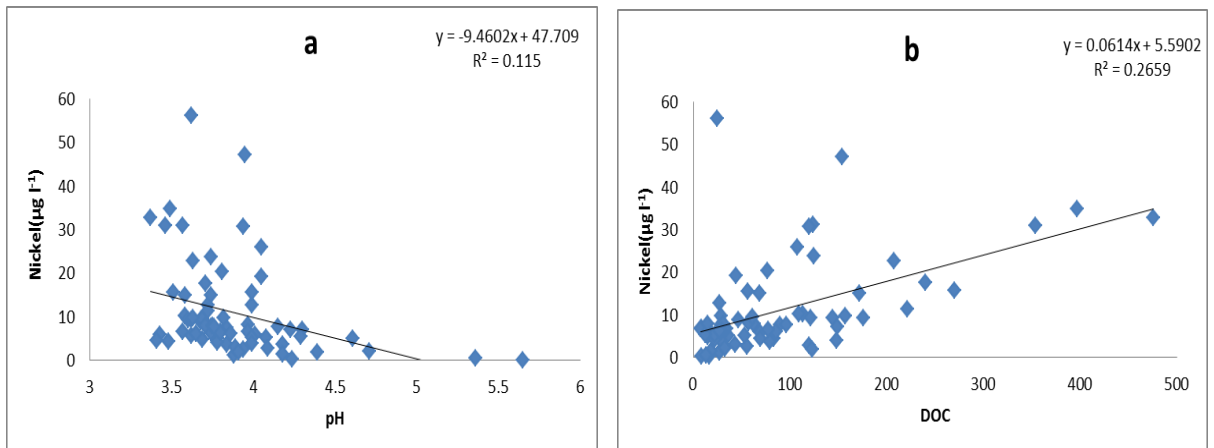 a
y = -9.4602x + 47.709
R² = 0.115
60
50
40
30
20
10
0
3 3.5 4 4.5 5 5.5 6
Nickel(µg l⁻¹)
pH
b
y = 0.0614x + 5.5902
R² = 0.2659
60
50
40
30
20
10
0
0 100 200 300 400 500
Nickel(µg l⁻¹)
DOC